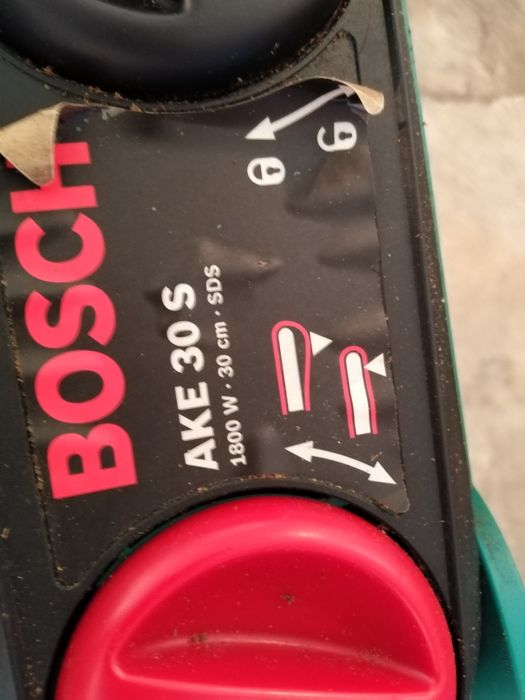 BOSCH
AKE 30 S
1800 W · 30 cm · SDS